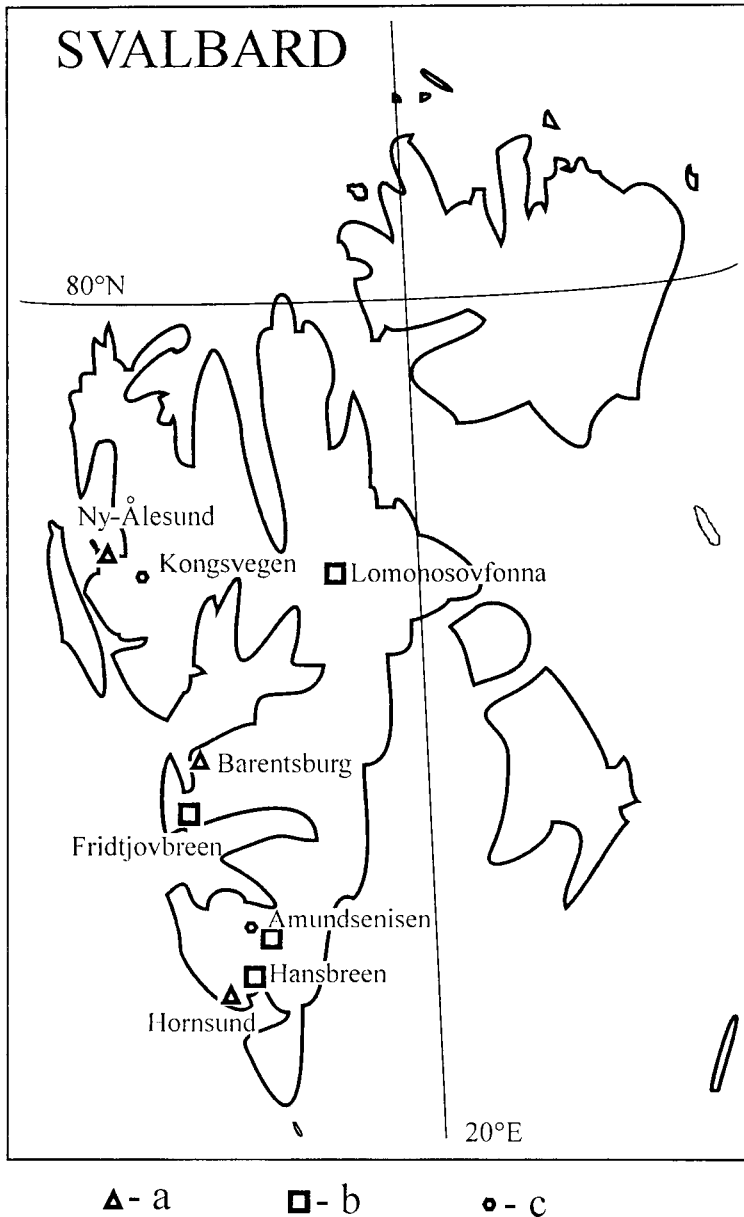 SVALBARD
80°N
Ny-Ålesund
Kongsvegen
Lomonosovfonna
Barentsburg
Fridtjovbreen
Amundsenisen
Hansbreen
Hornsund
20°E
- a - b - c